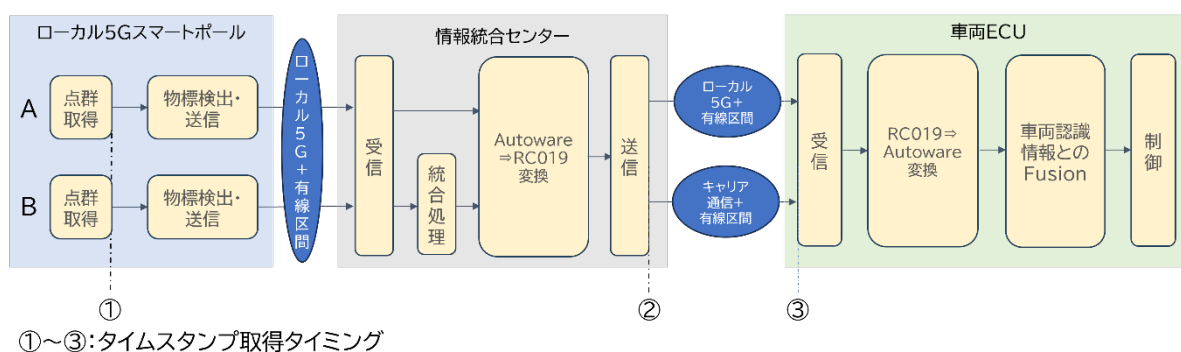 ローカル5Gスマートポール
情報統合センター
車両ECU
A
点群
取得
物標検出・
送信
B
点群
取得
物標検出・
送信
ローカル5G+有線区間
受信
統合処理
Autoware
⇒RC019
変換
送信
ローカル
5G+
有線区間
キャリア
通信+
有線区間
受信
RC019⇒
Autoware
変換
車両認識
情報との
Fusion
制御
①
②
③
①~③:タイムスタンプ取得タイミング